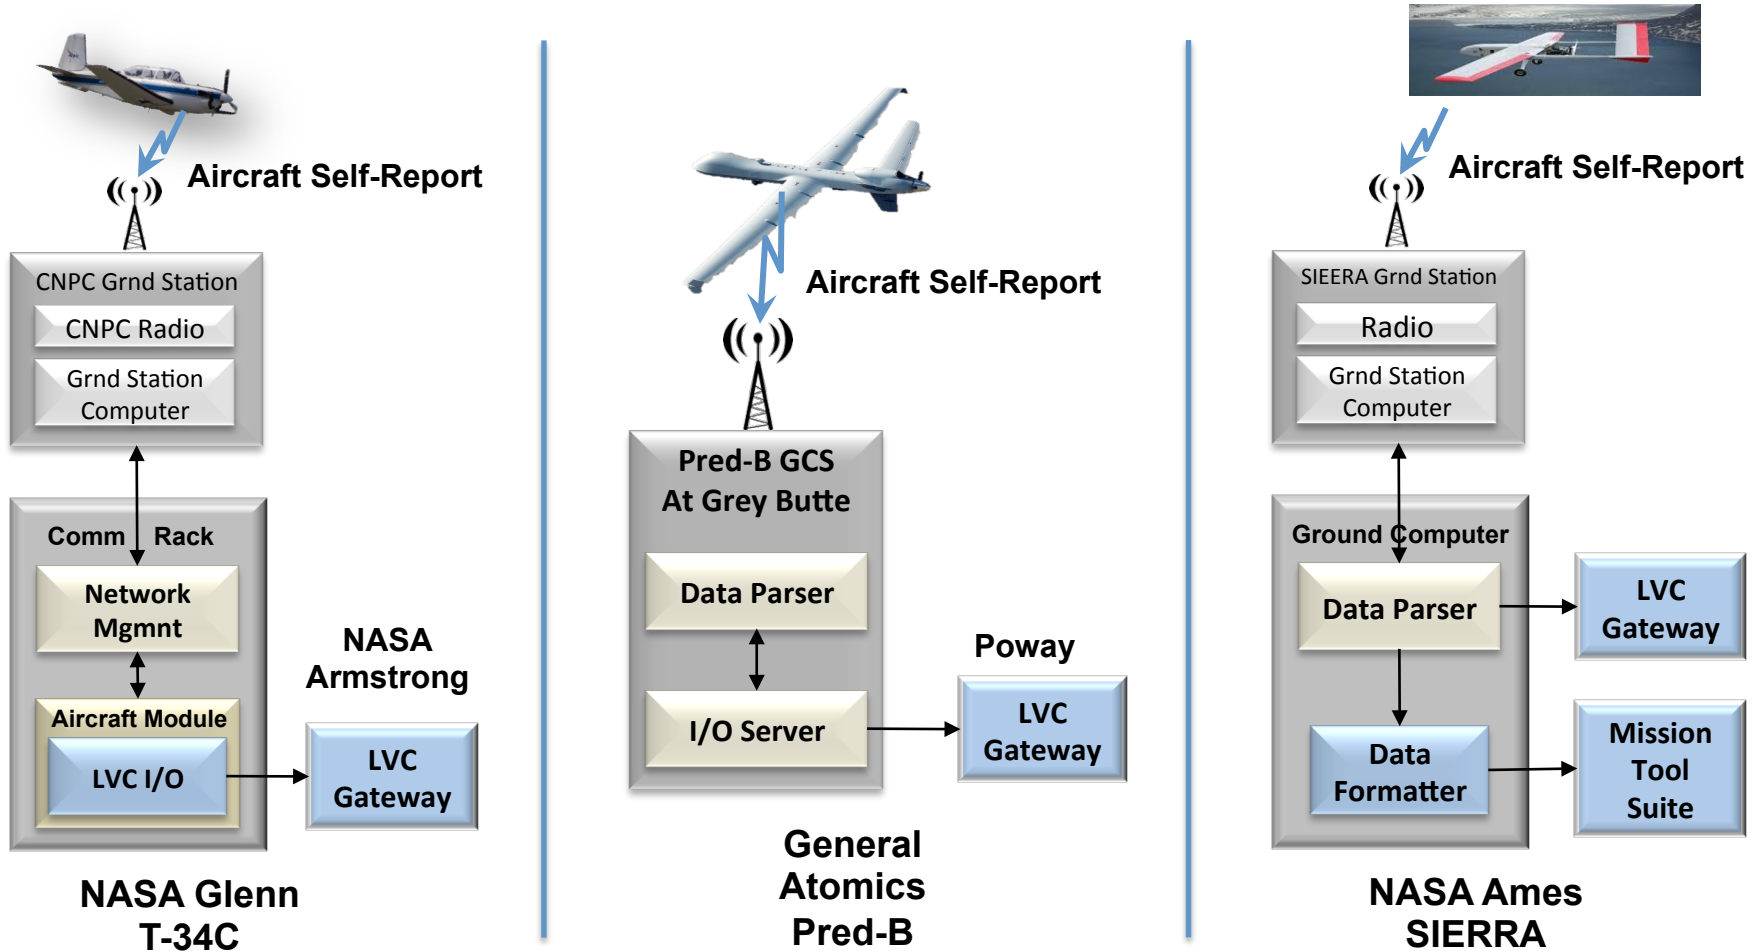 Aircraft Self-Report
CNPC Grnd Station
CNPC Radio
Grnd Station
Computer
Comm Rack
Network
Mgmnt
Aircraft Module
LVC I/O
NASA
Armstrong
LVC
Gateway
NASA Glenn
T-34C
Aircraft Self-Report
Pred-B GCS
At Grey Butte
Data Parser
I/O Server
Poway
LVC
Gateway
General
Atomics
Pred-B
Aircraft Self-Report
SIEERA Grnd Station
Radio
Grnd Station
Computer
Ground Computer
Data Parser
LVC
Gateway
Data
Formatter
Mission
Tool
Suite
NASA Ames
SIERRA